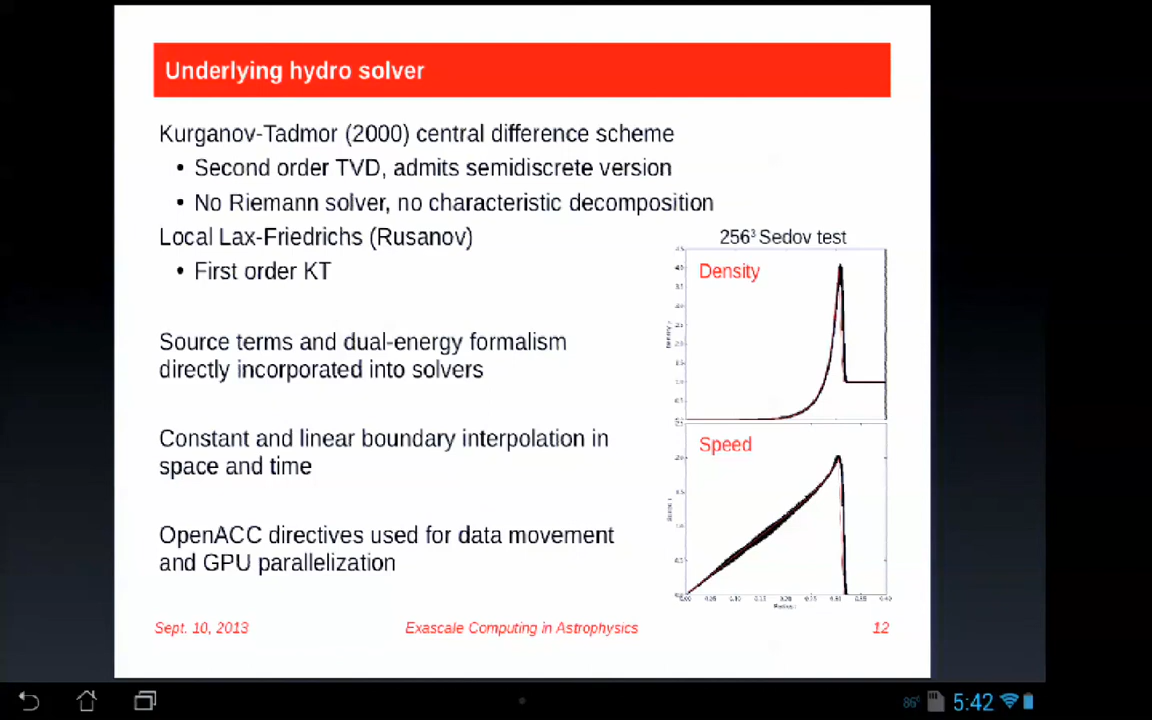 Underlying hydro solver
Kurganov-Tadmor (2000) central difference scheme
• Second order TVD, admits semidiscrete version
• No Riemann solver, no characteristic decomposition
Local Lax-Friedrichs (Rusanov)
• First order KT
Source terms and dual-energy formalism
directly incorporated into solvers
Constant and linear boundary interpolation in
space and time
OpenACC directives used for data movement
and GPU parallelization
256³ Sedov test
Density
Speed
Sept. 10, 2013
Exascale Computing in Astrophysics
12
86°
5:42